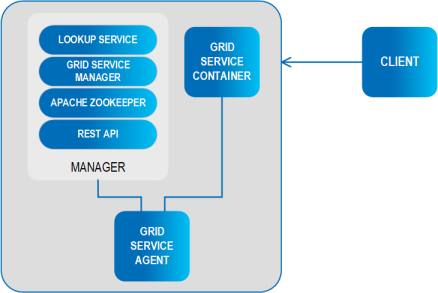 LOOKUP SERVICE
GRID SERVICE
MANAGER
APACHE ZOOKEEPER
REST API
MANAGER
GRID
SERVICE
CONTAINER
CLIENT
GRID
SERVICE
AGENT